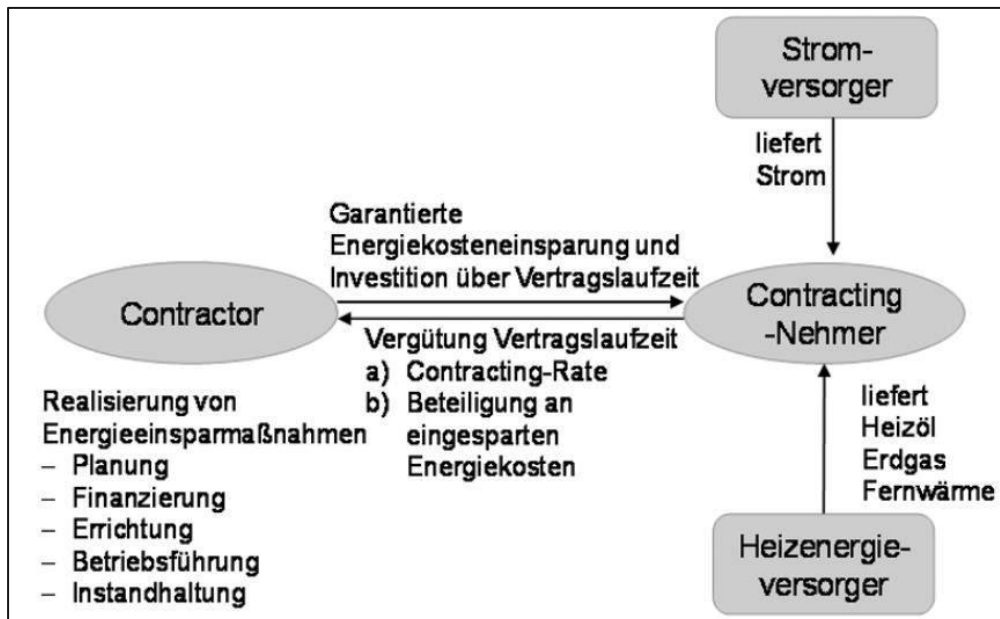 Strom-
versorger
liefert
Strom
Garantierte
Energiekosteneinsparung und
Investition über Vertragslaufzeit
Contractor
Contracting
-Nehmer
Vergütung Vertragslaufzeit
a) Contracting-Rate
b) Beteiligung an
eingesparten
Energiekosten
Realisierung von
Energieeinsparmaßnahmen
– Planung
– Finanzierung
– Errichtung
– Betriebsführung
– Instandhaltung
liefert
Heizöl
Erdgas
Fernwärme
Heizenergie-
versorger